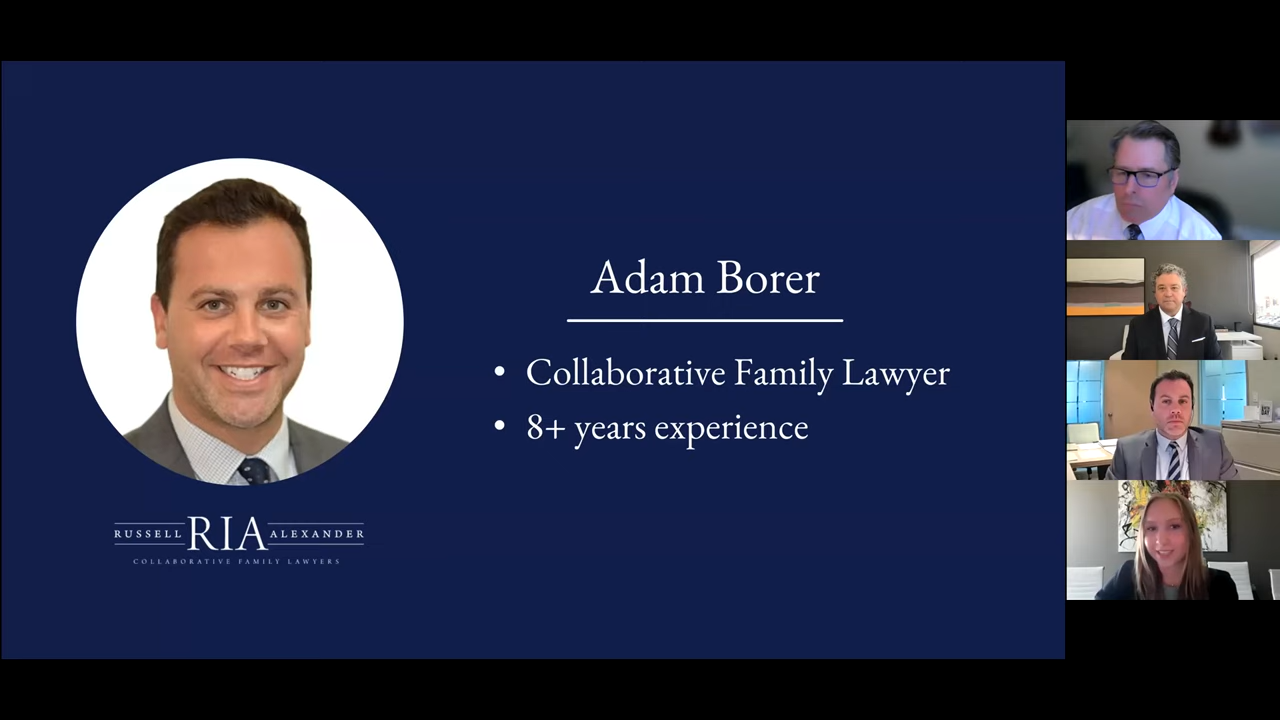 Adam Borer
• Collaborative Family Lawyer
• 8+ years experience
RUSSELL RIA ALEXANDER
COLLABORATIVE FAMILY LAWYERS